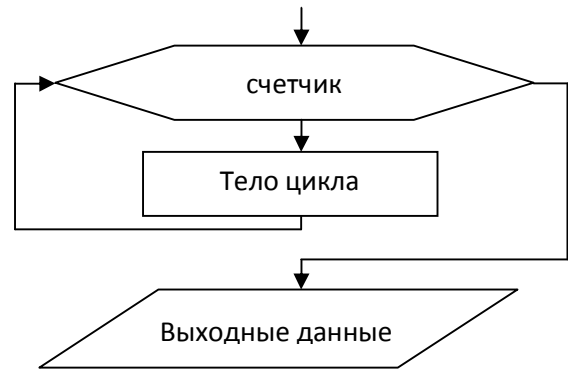 счетчик
Тело цикла
Выходные данные